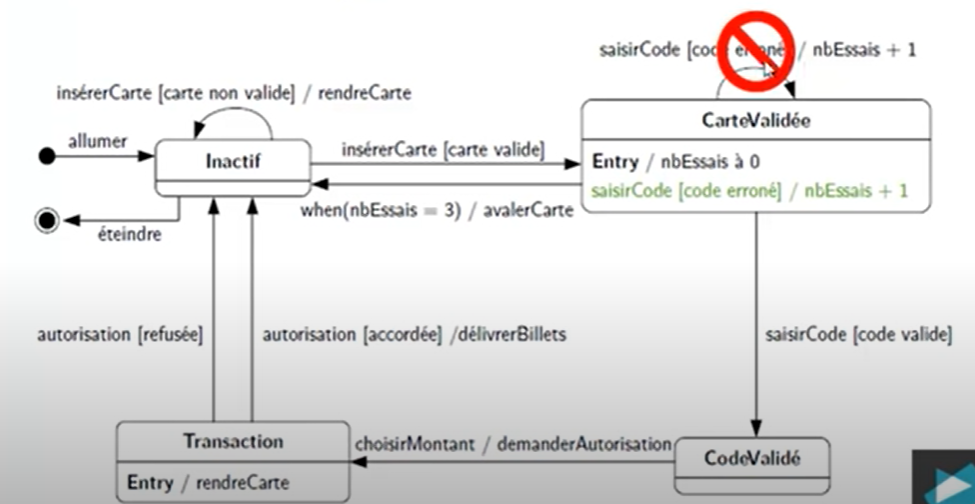 saisirCode [code erroné] / nbEssais + 1
insérerCarte [carte non valide] / rendreCarte
CarteValidée
allumer
Inactif
insérerCarte [carte valide]
Entry / nbEssais à 0
saisirCode [code erroné] / nbEssais + 1
when(nbEssais = 3) / avalerCarte
éteindre
autorisation [refusée]
autorisation [accordée] /délivrerBillets
saisirCode [code valide]
Transaction
choisirMontant / demanderAutorisation
CodeValidé
Entry / rendreCarte